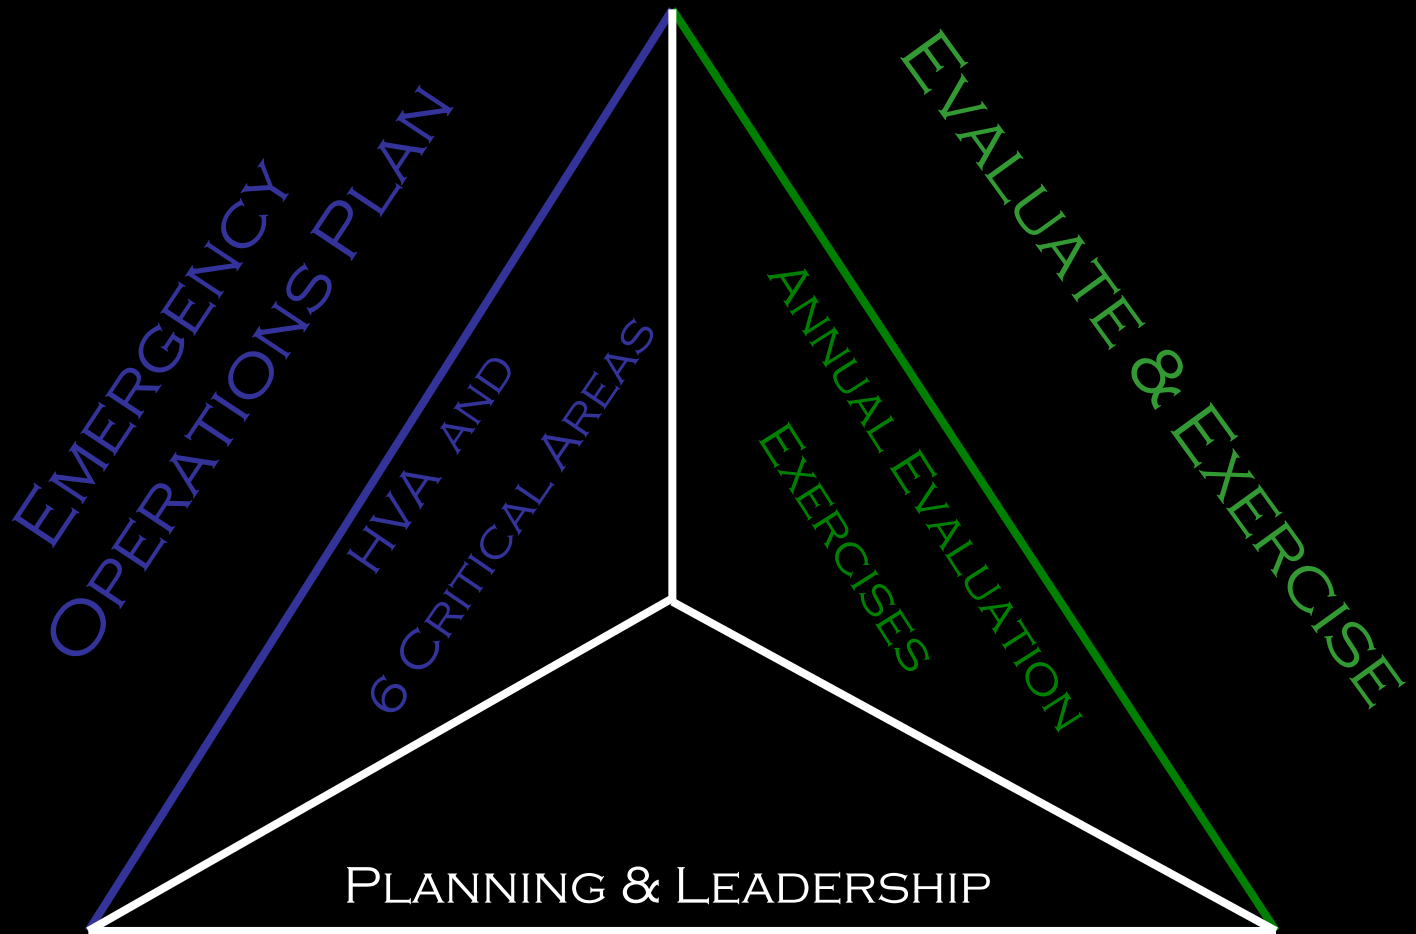 Emergency
Operations Plan
HVA and
6 Critical Areas
Evaluate & Exercise
Annual Evaluation
Exercises
Planning & Leadership